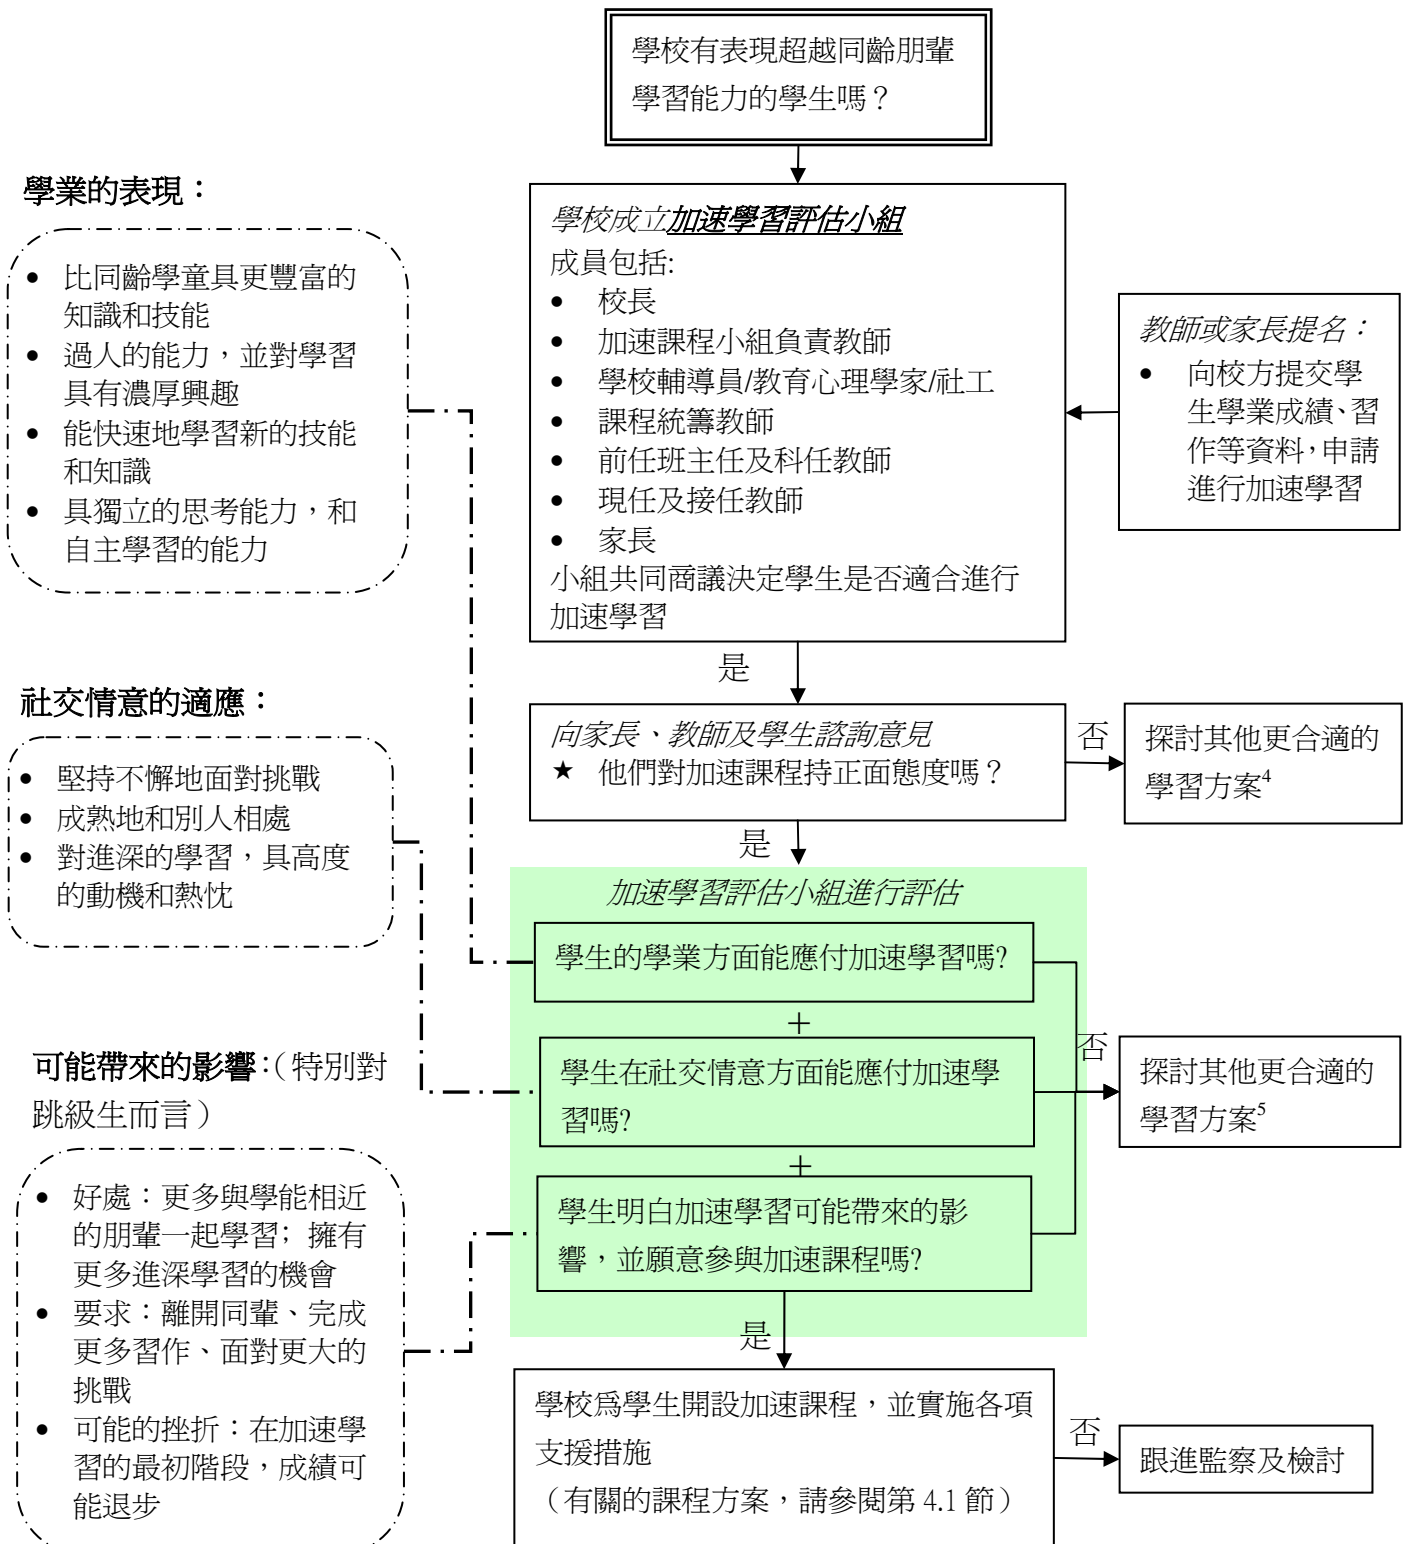 學校有表現超越同齡朋輩
學習能力的學生嗎？
學業的表現：
• 比同齡學童具更豐富的
知識和技能
• 過人的能力，並對學習
具有濃厚興趣
• 能快速地學習新的技能
和知識
• 具獨立的思考能力，和
自主學習的能力
學校成立加速學習評估小組
成員包括:
• 校長
• 加速課程小組負責教師
• 學校輔導員/教育心理學家/社工
• 課程統籌教師
• 前任班主任及科任教師
• 現任及接任教師
• 家長
小組共同商議決定學生是否適合進行
加速學習
教師或家長提名：
• 向校方提交學
生學業成績、習
作等資料，申請
進行加速學習
是
社交情意的適應：
• 堅持不懈地面對挑戰
• 成熟地和別人相處
• 對進深的學習，具高度
的動機和熱忱
向家長、教師及學生諮詢意見
★ 他們對加速課程持正面態度嗎？
否
探討其他更合適的
學習方案4
是
加速學習評估小組進行評估
學生的學業方面能應付加速學習嗎?
＋
學生在社交情意方面能應付加速學
習嗎?
＋
學生明白加速學習可能帶來的影
響，並願意參與加速課程嗎?
否
探討其他更合適的
學習方案5
可能帶來的影響：（特別對
跳級生而言）
• 好處：更多與學能相近
的朋輩一起學習；擁有
更多進深學習的機會
• 要求：離開同輩、完成
更多習作、面對更大的
挑戰
• 可能的挫折：在加速學
習的最初階段，成績可
能退步
是
學校為學生開設加速課程，並實施各項
支援措施
（有關的課程方案，請參閱第 4.1 節）
否
跟進監察及檢討